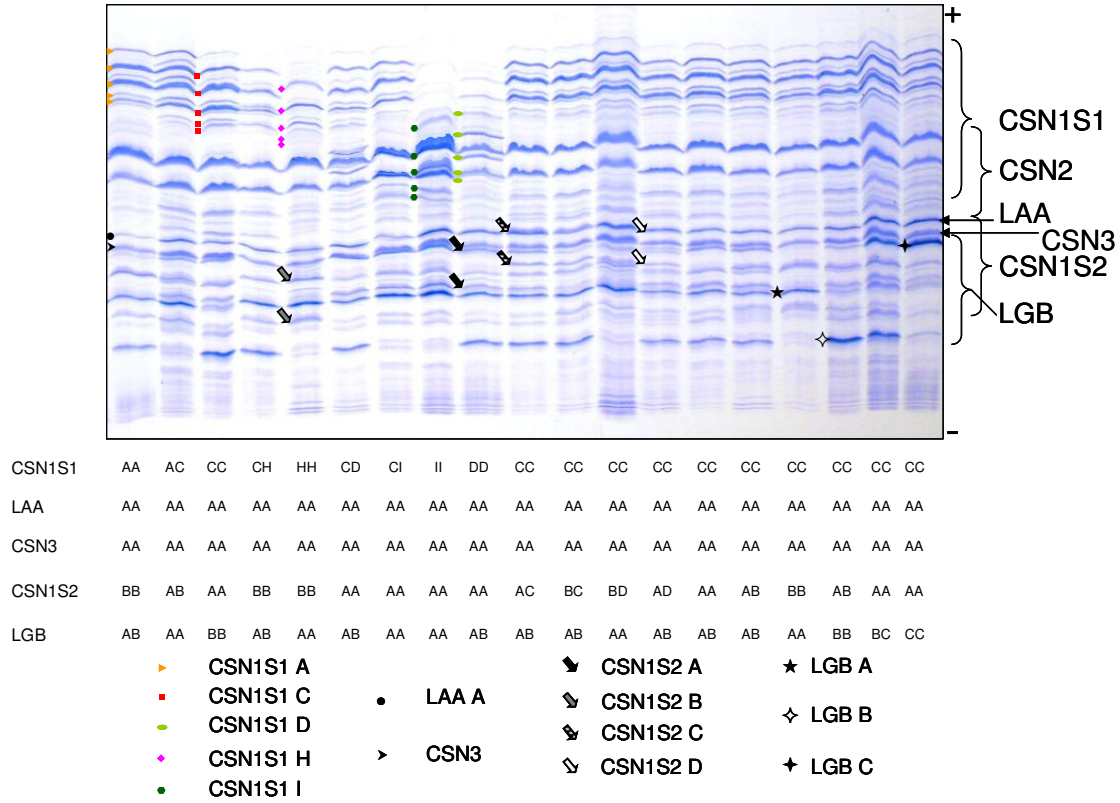 +
CSN1S1
CSN2
LAA
CSN3
CSN1S2
LGB
−
CSN1S1 AA AC CC CH HH CD CI II DD CC CC CC CC CC CC CC CC CC CC
LAA AA AA AA AA AA AA AA AA AA AA AA AA AA AA AA AA AA AA AA
CSN3 AA AA AA AA AA AA AA AA AA AA AA AA AA AA AA AA AA AA AA
CSN1S2 BB AB AA BB BB AA AA AA AA AC BC BD AD AA AB BB AB AA AA
LGB AB AA BB AB AA AB AA AA AB AB AB AA AB AB AB AA BB BC CC
CSN1S1 A
CSN1S1 C
CSN1S1 D
CSN1S1 H
CSN1S1 I
LAA A
CSN3
CSN1S2 A
CSN1S2 B
CSN1S2 C
CSN1S2 D
LGB A
LGB B
LGB C